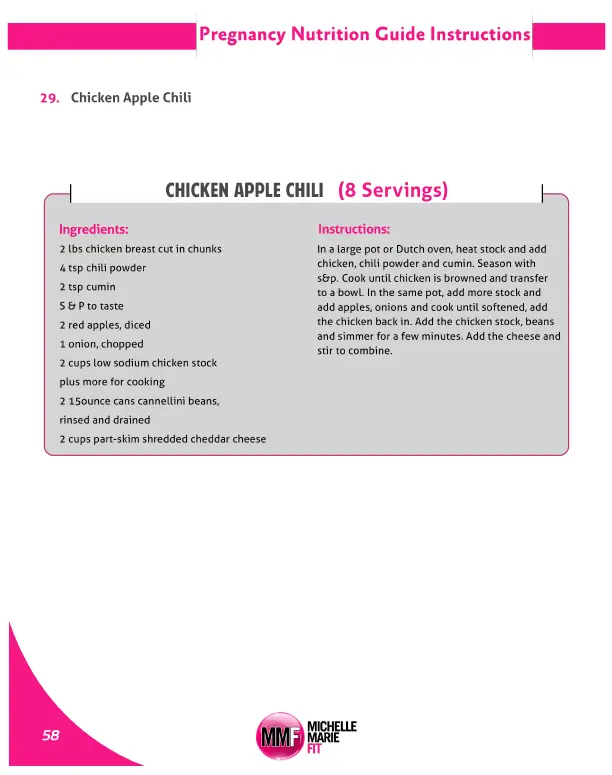 Pregnancy Nutrition Guide Instructions
29. Chicken Apple Chili
CHICKEN APPLE CHILI (8 Servings)
Ingredients:
2 lbs chicken breast cut in chunks
4 tsp chili powder
2 tsp cumin
S & P to taste
2 red apples, diced
1 onion, chopped
2 cups low sodium chicken stock
plus more for cooking
2 15ounce cans cannellini beans,
rinsed and drained
2 cups part-skim shredded cheddar cheese
Instructions:
In a large pot or Dutch oven, heat stock and add
chicken, chili powder and cumin. Season with
s&p. Cook until chicken is browned and transfer
to a bowl. In the same pot, add more stock and
add apples, onions and cook until softened, add
the chicken back in. Add the chicken stock, beans
and simmer for a few minutes. Add the cheese and
stir to combine.
58
MMF
MICHELLE
MARIE
FIT